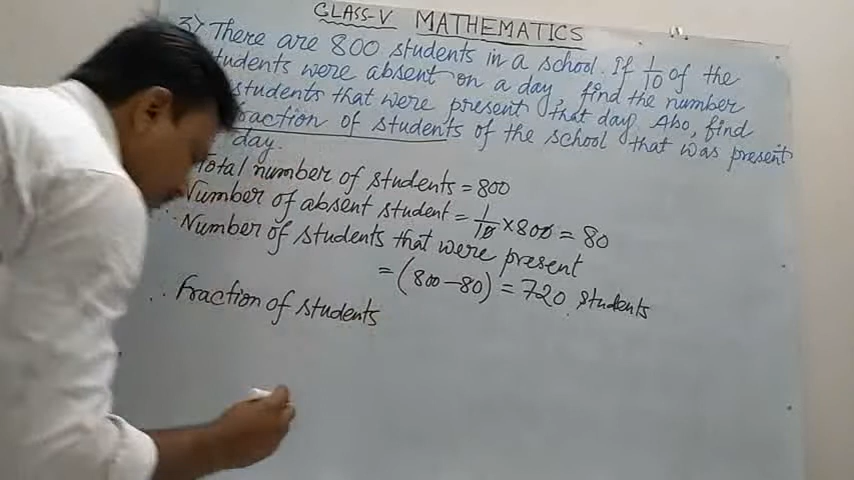 CLASS-V MATHEMATICS
3) There are 800 students in a school. If 1/10 of the
students were absent on a day, find the number
students that were present that day. Also, find
fraction of students of the school that was present
day.
Total number of students = 800
Number of absent student = 1/10 × 800 = 80
∴ Number of students that were present
= (800 - 80) = 720 students
∴ Fraction of students